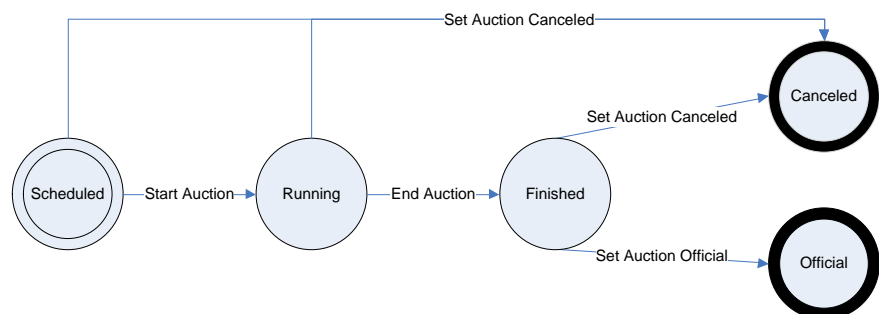 Set Auction Canceled
Canceled
Set Auction Canceled
Scheduled
Start Auction
Running
End Auction
Finished
Set Auction Official
Official